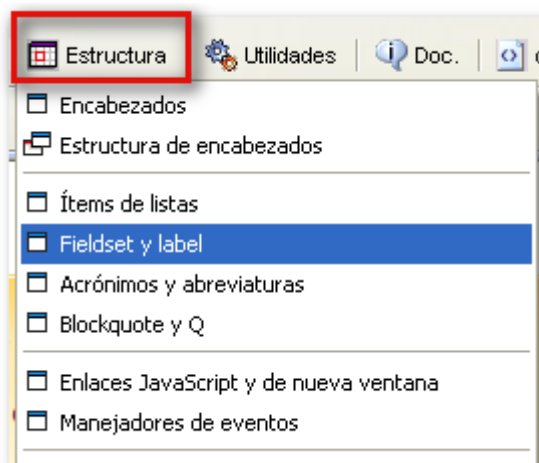 Estructura Utilidades Doc.
Encabezados
Estructura de encabezados
Ítems de listas
Fieldset y label
Acrónimos y abreviaturas
Blockquote y Q
Enlaces JavaScript y de nueva ventana
Manejadores de eventos